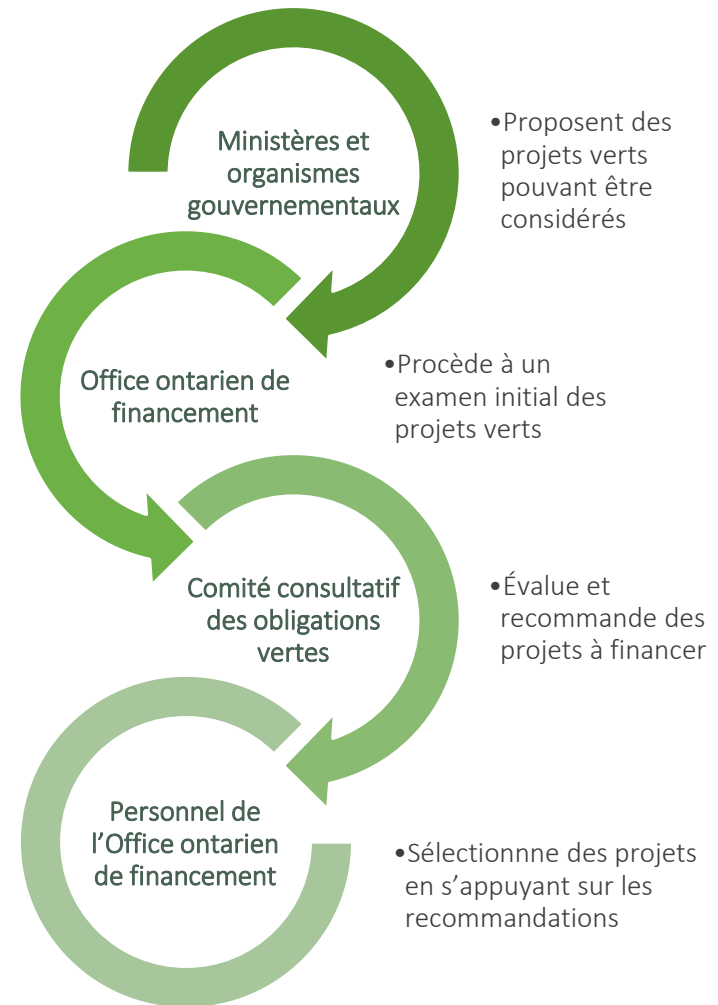 Ministères et
organismes
gouvernementaux
•Proposent des
projets verts
pouvant être
considérés
Office ontarien de
financement
•Procède à un
examen initial des
projets verts
Comité consultatif
des obligations
vertes
•Évalue et
recommande des
projets à financer
Personnel de
l’Office ontarien
de financement
•Sélectionnne des projets
en s’appuyant sur les
recommandations